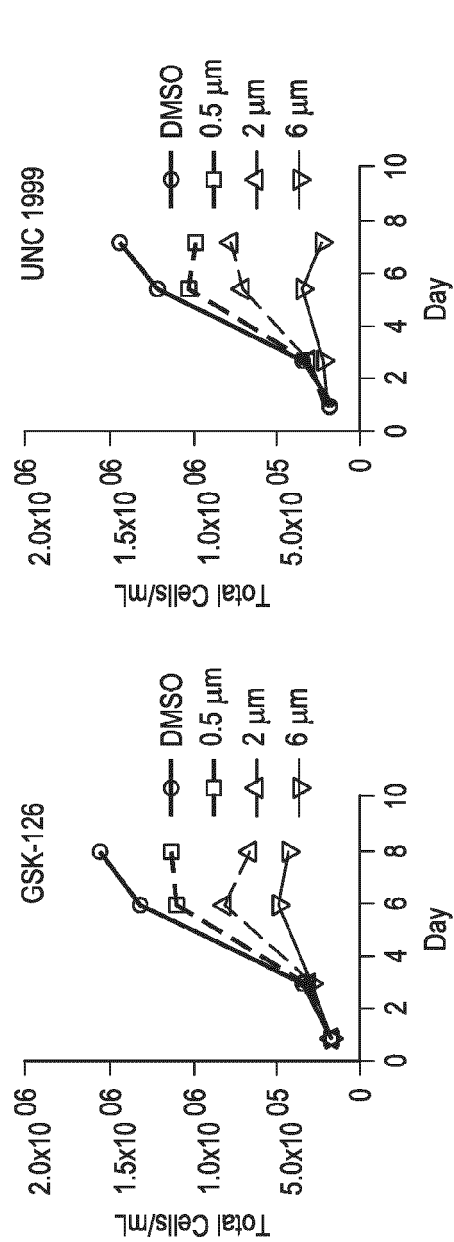 GSK-126
Total Cells/mL
2.0x10 06
1.5x10 06
1.0x10 05
5.0x10 05
0
0 2 4 6 8 10
Day
DMSO
0.5 μm
2 μm
6 μm
UNC 1999
Total Cells/mL
2.0x10 06
1.5x10 06
1.0x10 05
5.0x10 05
0
0 2 4 6 8 10
Day
DMSO
0.5 μm
2 μm
6 μm